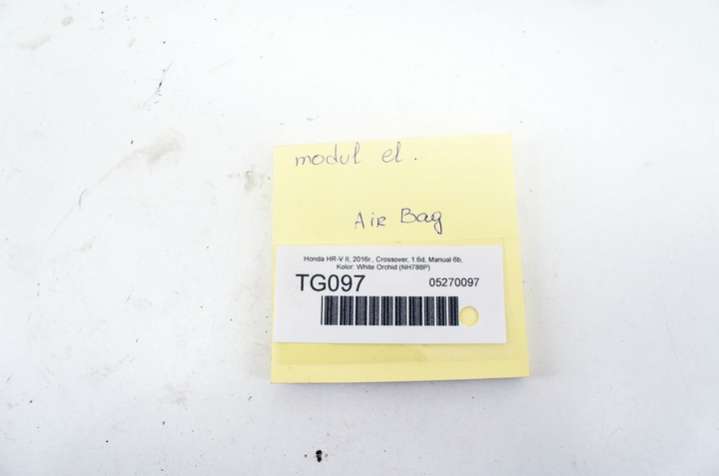 modul el.
Air Bag
Honda HR-V II, 2016r., Crossover, 1.6d, Manual 6b,
Kolor: White Orchid (NH788P)
TG097 05270097